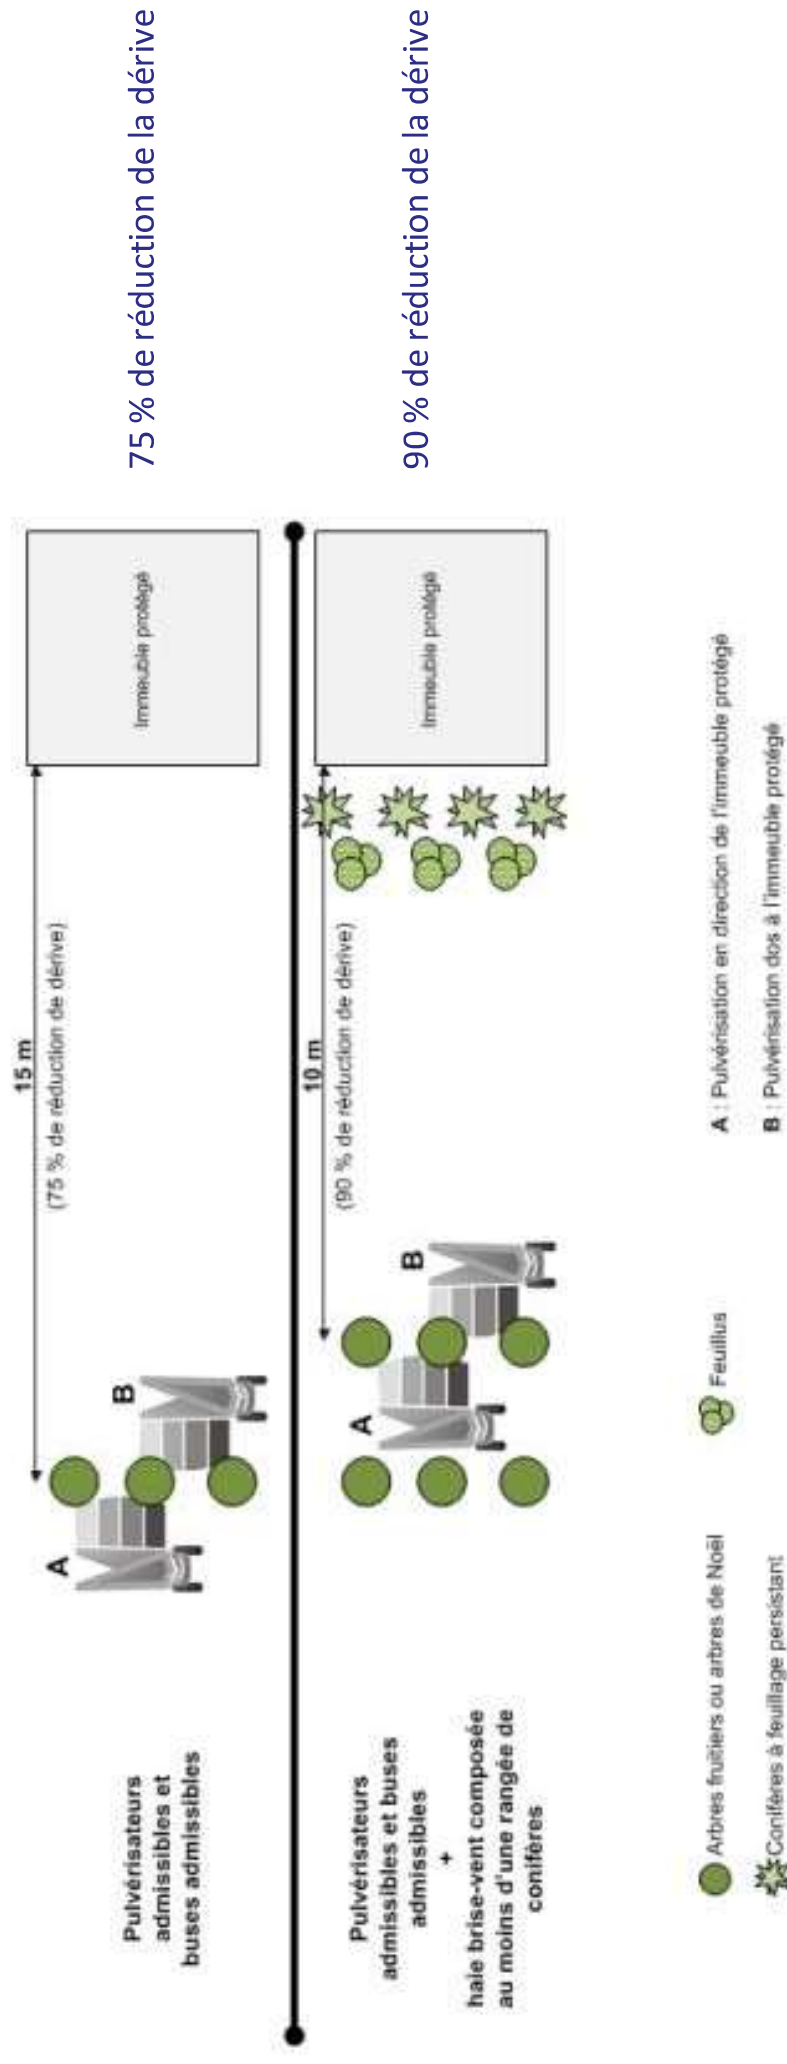 Pulvérisateurs
admissibles et
buses admissibles
A
B
15 m
(75 % de réduction de dérive)
Immeuble protégé
75 % de réduction de la dérive
Pulvérisateurs
admissibles et buses
admissibles
+
haie brise-vent composée
au moins d'une rangée de
conifères
A
B
10 m
(90 % de réduction de dérive)
Immeuble protégé
90 % de réduction de la dérive
Arbres fruitiers ou arbres de Noël
Feuillus
A : Pulvérisation en direction de l'immeuble protégé
Conifères à feuillage persistant
B : Pulvérisation dos à l'immeuble protégé